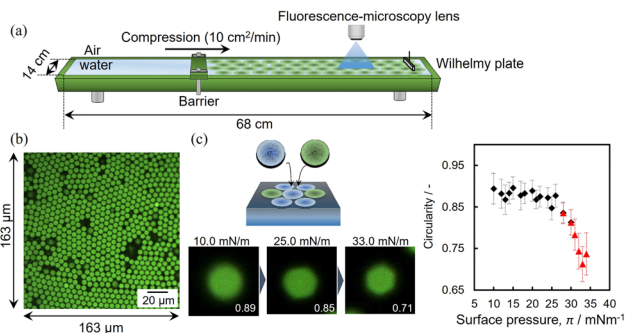 Fluorescence-microscopy lens
(a)
Compression (10 cm²/min)
Air
water
14 cm
Wilhelmy plate
Barrier
68 cm
(b)
163 μm
20 μm
163 μm
(c)
10.0 mN/m
25.0 mN/m
33.0 mN/m
0.89
0.85
0.71
Circularity / -
0.95
0.85
0.75
0.65
5 10 15 20 25 30 35 40
Surface pressure, π / mNm⁻¹